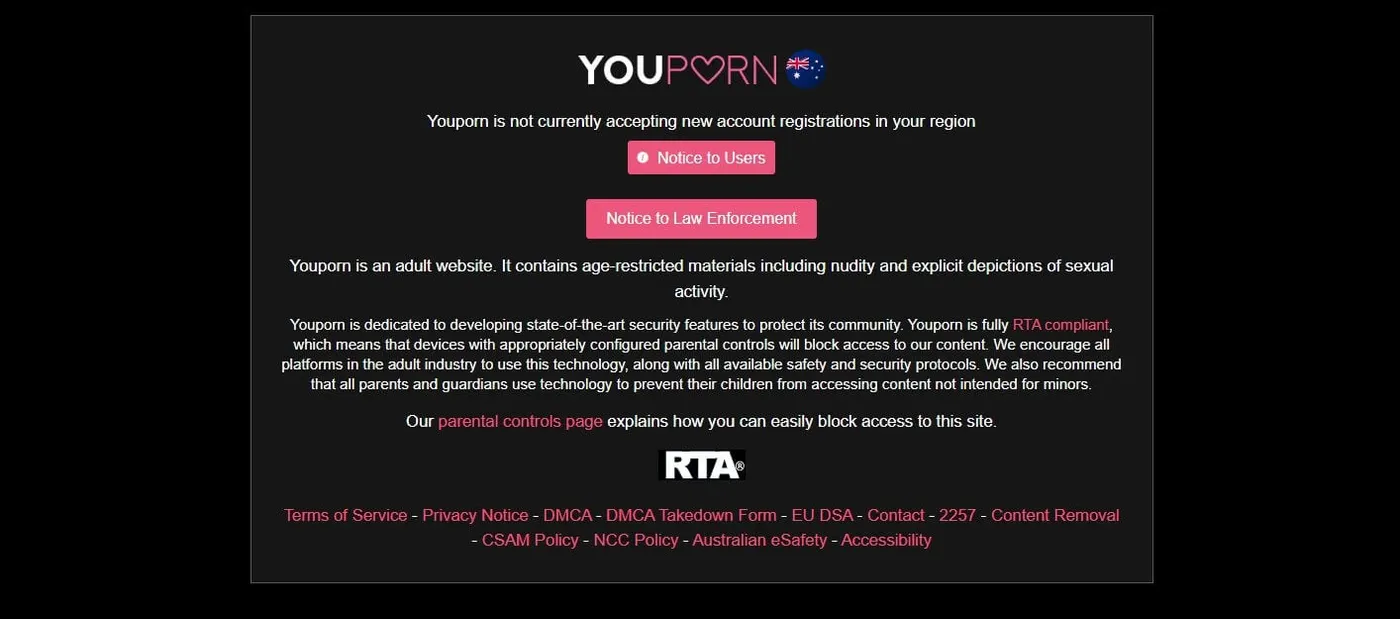 YOUPORN
Youporn is not currently accepting new account registrations in your region
Notice to Users
Notice to Law Enforcement
Youporn is an adult website. It contains age-restricted materials including nudity and explicit depictions of sexual
activity.
Youporn is dedicated to developing state-of-the-art security features to protect its community. Youporn is fully RTA compliant,
which means that devices with appropriately configured parental controls will block access to our content. We encourage all
platforms in the adult industry to use this technology, along with all available safety and security protocols. We also recommend
that all parents and guardians use technology to prevent their children from accessing content not intended for minors.
Our parental controls page explains how you can easily block access to this site.
RTA®
Terms of Service - Privacy Notice - DMCA - DMCA Takedown Form - EU DSA - Contact - 2257 - Content Removal
- CSAM Policy - NCC Policy - Australian eSafety - Accessibility